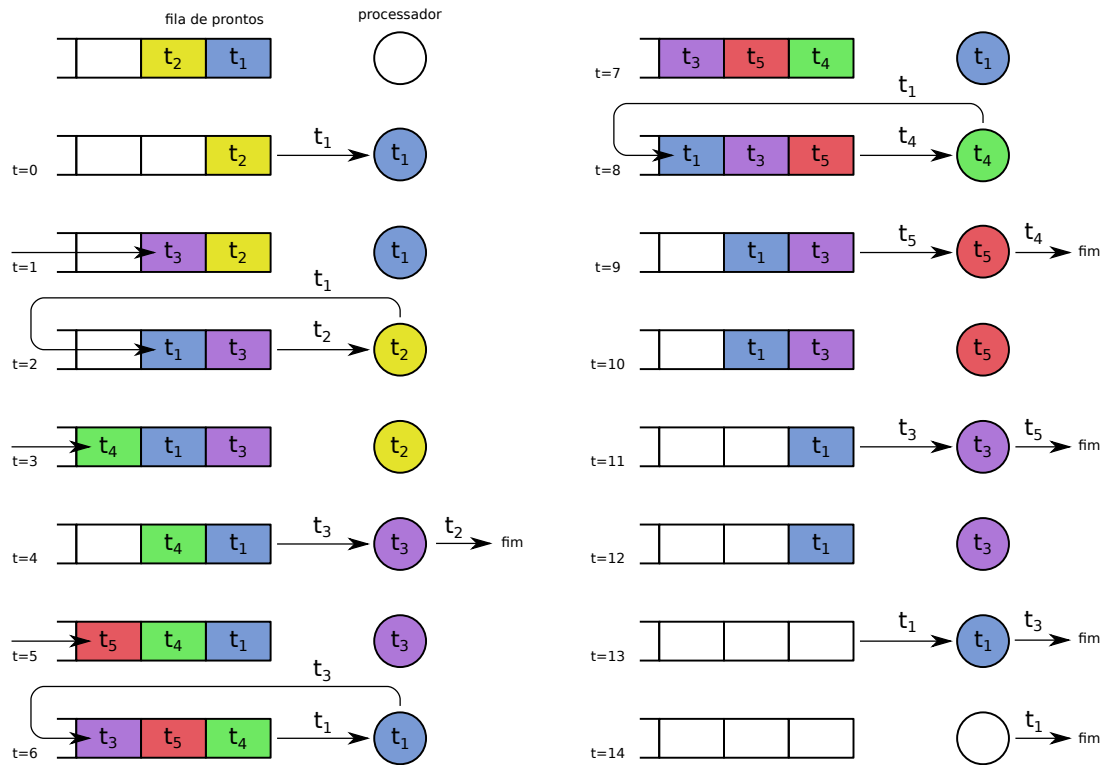 fila de prontos processador
t2 t1
t=0 t2 t1 t1
t=1 t3 t2 t1
t1
t=2 t1 t3 t2 t2
t=3 t4 t1 t3 t2
t=4 t4 t1 t3 t3 t2 fim
t=5 t5 t4 t1 t3
t3
t=6 t3 t5 t4 t1 t1
t=7 t3 t5 t4 t1
t1
t=8 t1 t3 t5 t4 t4
t=9 t1 t3 t5 t5 t4 fim
t=10 t1 t3 t5
t=11 t1 t3 t3 t5 fim
t=12 t1 t3
t=13 t1 t1 t3 fim
t=14 t1 fim